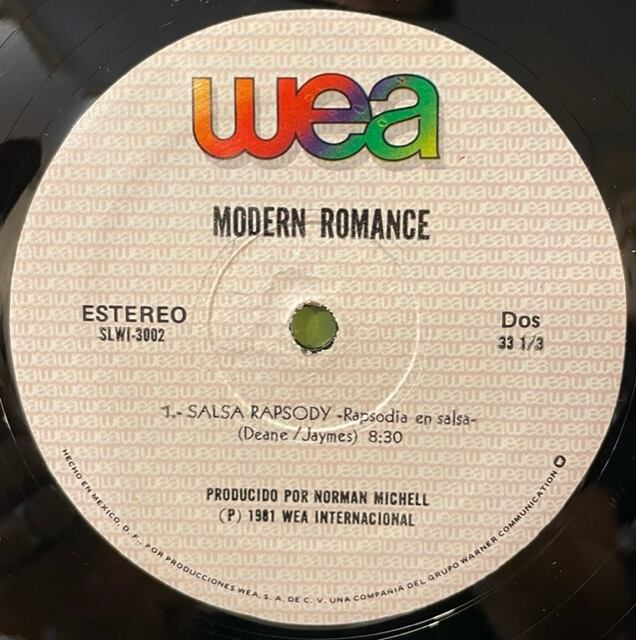 wea
MODERN ROMANCE
ESTEREO
SLWI-3002
Dos
33 1/3
1.- SALSA RAPSODY -Rapsodia en salsa-
(Deane /Jaymes) 8:30
PRODUCIDO POR NORMAN MICHELL
(P) 1981 WEA INTERNACIONAL
HECHO EN MEXICO, D. F., POR PRODUCCIONES WEA, S. A. DE C. V. UNA COMPAÑIA DEL GRUPO WARNER COMMUNICATION